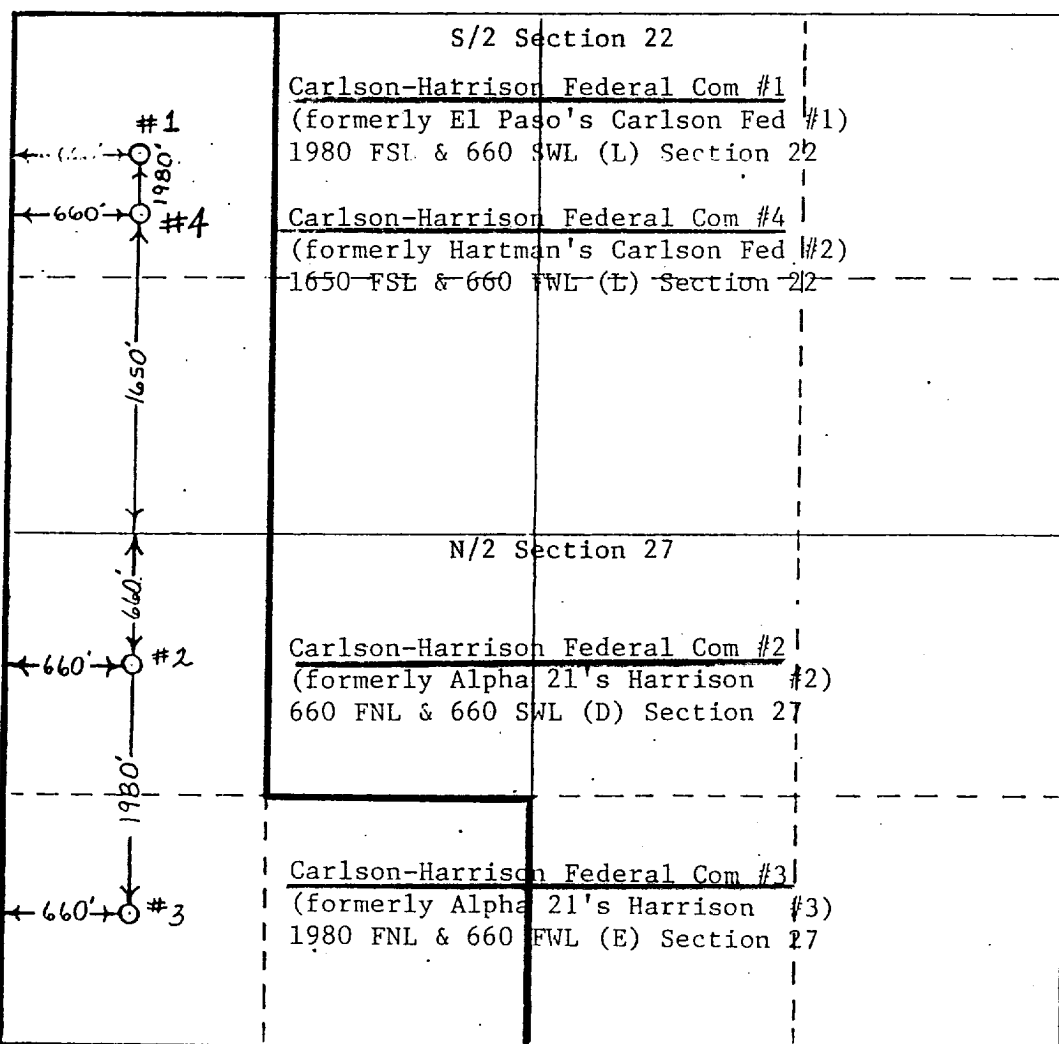 S/2 Section 22
Carlson-Harrison Federal Com #1
(formerly El Paso's Carlson Fed #1)
1980 FSL & 660 SWL (L) Section 22
#1
1980'
Carlson-Harrison Federal Com #4
(formerly Hartman's Carlson Fed #2)
1650 FSL & 660 FWL (L) Section 22
660'
#4
1650'
N/2 Section 27
660'
Carlson-Harrison Federal Com #2
(formerly Alpha 21's Harrison #2)
660 FNL & 660 SWL (D) Section 27
660'
#2
1980'
Carlson-Harrison Federal Com #3
(formerly Alpha 21's Harrison #3)
1980 FNL & 660 FWL (E) Section 27
660'
#3